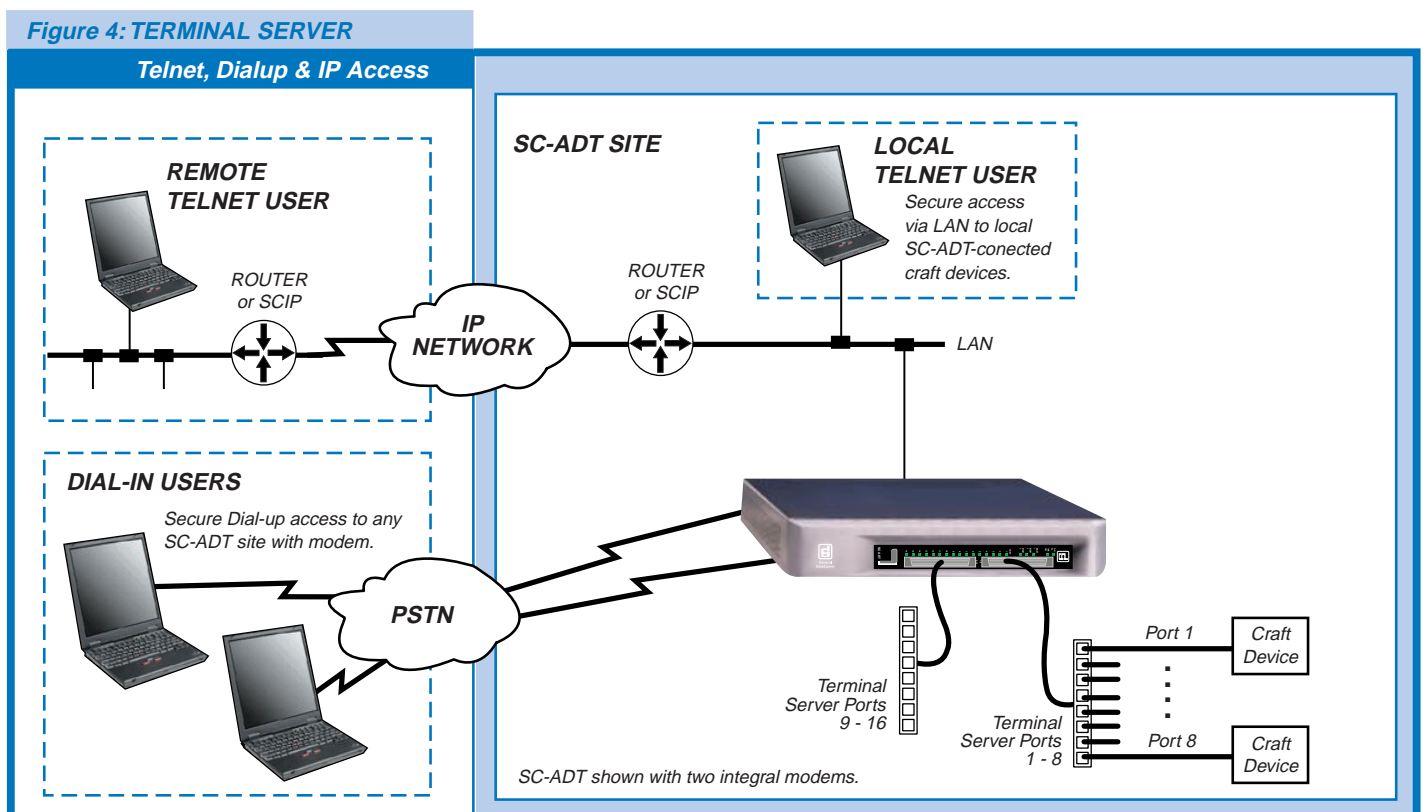 Figure 4: TERMINAL SERVER
Telnet, Dialup & IP Access
REMOTE
TELNET USER
ROUTER
or SCIP
IP
NETWORK
DIAL-IN USERS
Secure Dial-up access to any
SC-ADT site with modem.
PSTN
SC-ADT SITE
LOCAL
TELNET USER
Secure access
via LAN to local
SC-ADT-conected
craft devices.
ROUTER
or SCIP
LAN
Terminal
Server Ports
9 - 16
Terminal
Server Ports
1 - 8
Port 1
Craft
Device
Port 8
Craft
Device
SC-ADT shown with two integral modems.